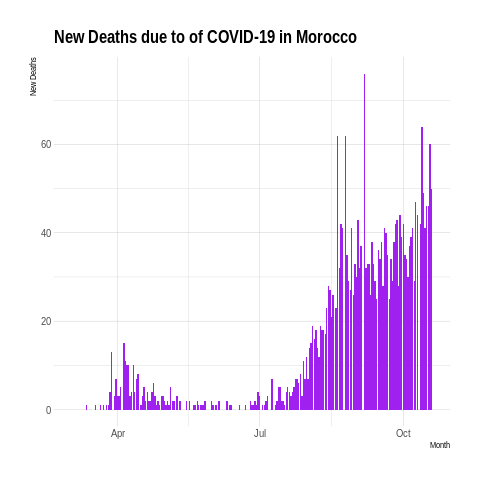 New Deaths due to of COVID-19 in Morocco
New Deaths
60
40
20
0
Apr
Jul
Oct
Month